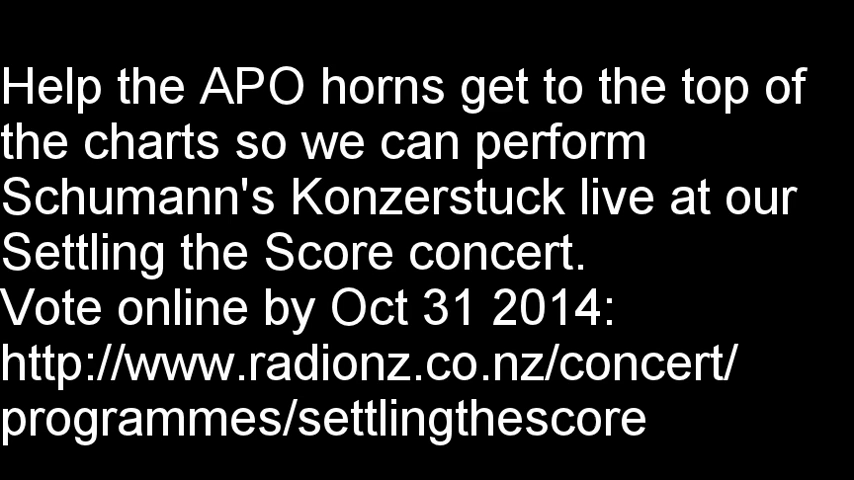 Help the APO horns get to the top of
the charts so we can perform
Schumann's Konzerstuck live at our
Settling the Score concert.
Vote online by Oct 31 2014:
http://www.radionz.co.nz/concert/
programmes/settlingthescore